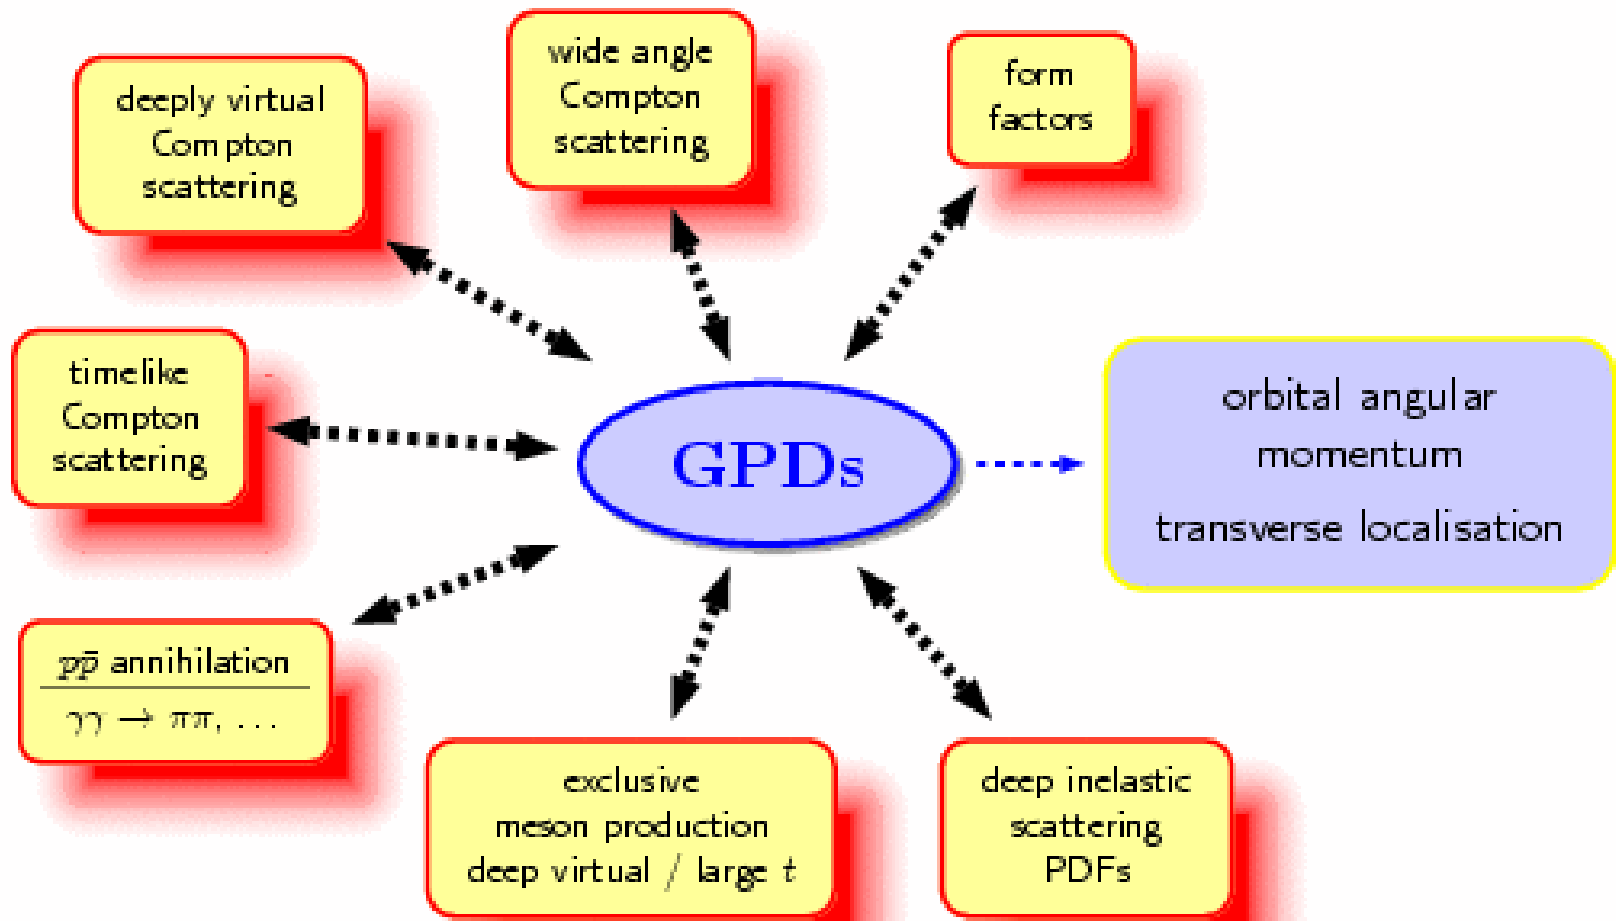 deeply virtual
Compton
scattering
wide angle
Compton
scattering
form
factors
timelike
Compton
scattering
GPDs
orbital angular
momentum
transverse localisation
pp̄ annihilation
γγ → ππ, ...
exclusive
meson production
deep virtual / large t
deep inelastic
scattering
PDFs